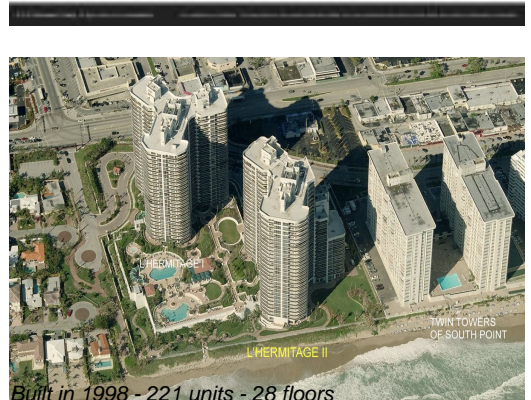 L'HERMITAGE I
TWIN TOWERS
OF SOUTH POINT
L'HERMITAGE II
Built in 1998 - 221 units - 28 floors